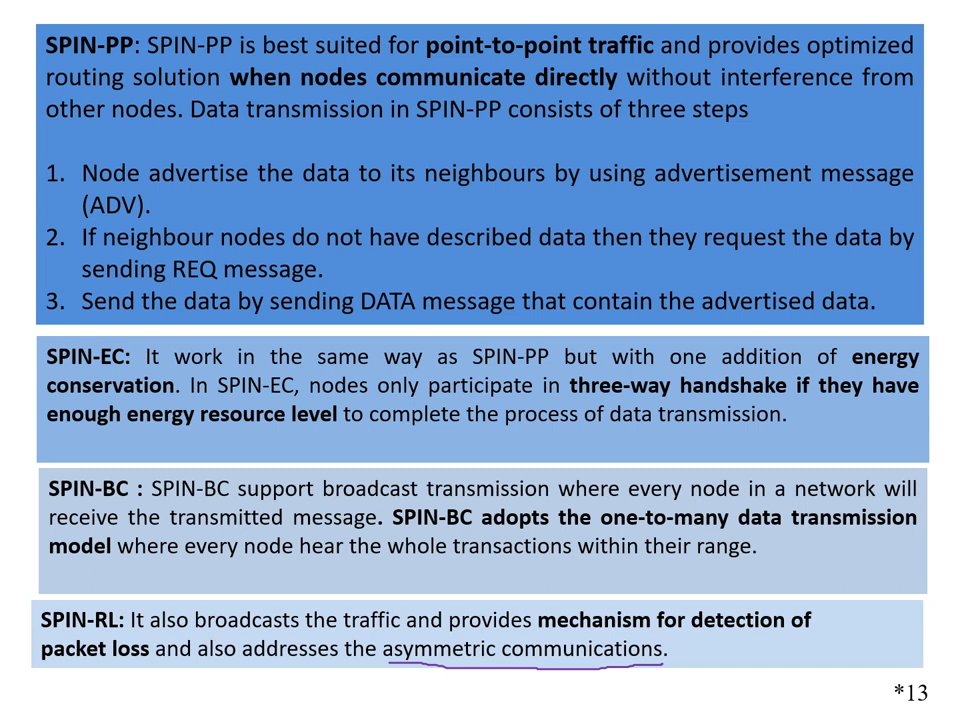 SPIN-PP: SPIN-PP is best suited for point-to-point traffic and provides optimized
routing solution when nodes communicate directly without interference from
other nodes. Data transmission in SPIN-PP consists of three steps
1. Node advertise the data to its neighbours by using advertisement message
(ADV).
2. If neighbour nodes do not have described data then they request the data by
sending REQ message.
3. Send the data by sending DATA message that contain the advertised data.
SPIN-EC: It work in the same way as SPIN-PP but with one addition of energy
conservation. In SPIN-EC, nodes only participate in three-way handshake if they have
enough energy resource level to complete the process of data transmission.
SPIN-BC : SPIN-BC support broadcast transmission where every node in a network will
receive the transmitted message. SPIN-BC adopts the one-to-many data transmission
model where every node hear the whole transactions within their range.
SPIN-RL: It also broadcasts the traffic and provides mechanism for detection of
packet loss and also addresses the asymmetric communications.
*13